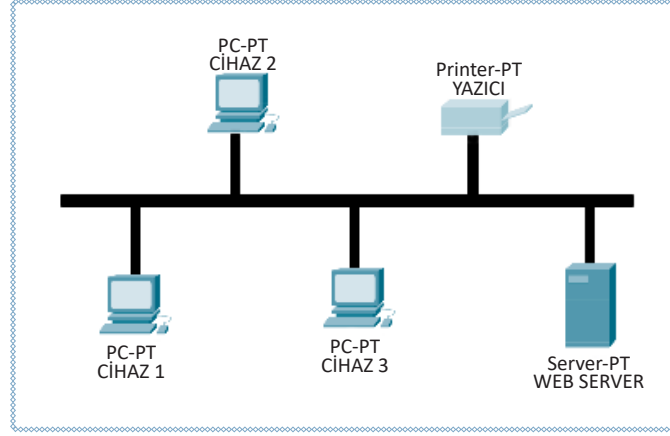 PC-PT
CİHAZ 2
Printer-PT
YAZICI
PC-PT
CİHAZ 1
PC-PT
CİHAZ 3
Server-PT
WEB SERVER